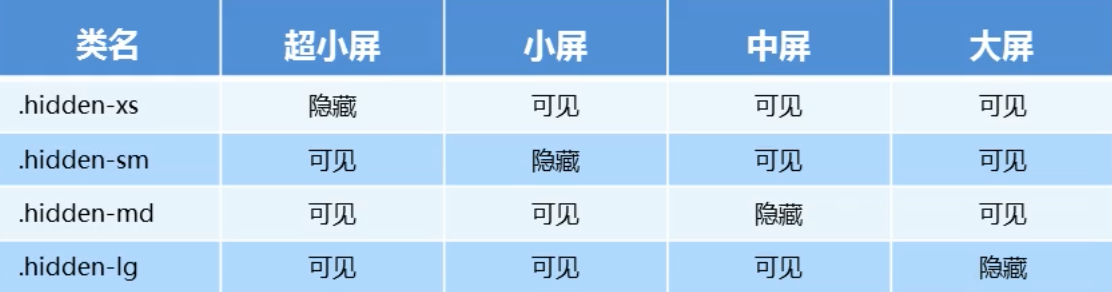 类名 超小屏 小屏 中屏 大屏
.hidden-xs 隐藏 可见 可见 可见
.hidden-sm 可见 隐藏 可见 可见
.hidden-md 可见 可见 隐藏 可见
.hidden-lg 可见 可见 可见 隐藏